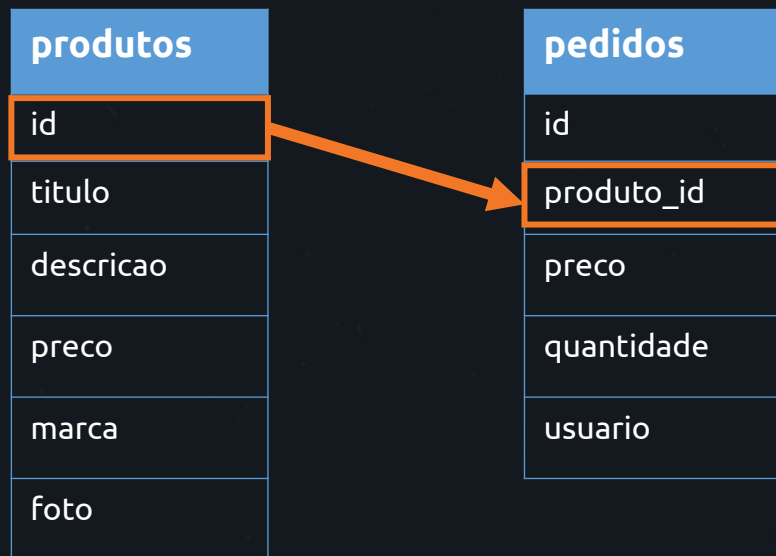 produtos
id
titulo
descricao
preco
marca
foto
pedidos
id
produto_id
preco
quantidade
usuario